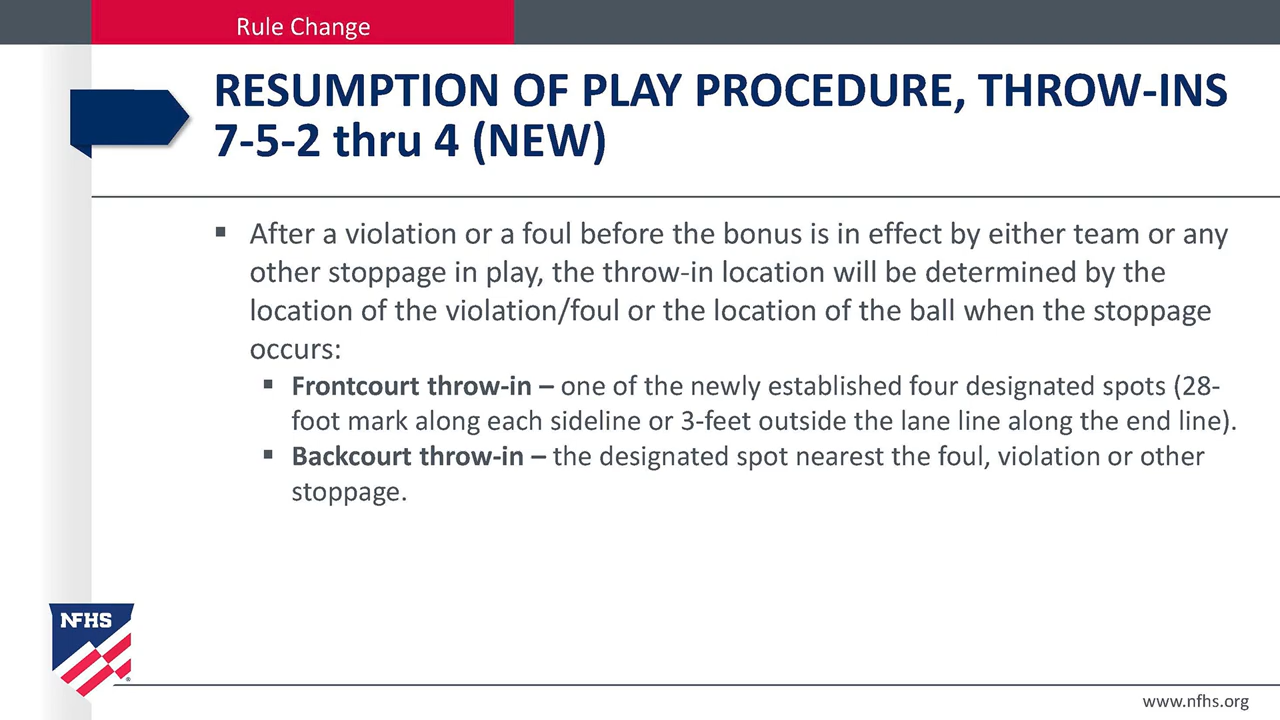 Rule Change
RESUMPTION OF PLAY PROCEDURE, THROW-INS
7-5-2 thru 4 (NEW)
▪ After a violation or a foul before the bonus is in effect by either team or any
other stoppage in play, the throw-in location will be determined by the
location of the violation/foul or the location of the ball when the stoppage
occurs:
▪ Frontcourt throw-in – one of the newly established four designated spots (28-
foot mark along each sideline or 3-feet outside the lane line along the end line).
▪ Backcourt throw-in – the designated spot nearest the foul, violation or other
stoppage.
NFHS
®
www.nfhs.org